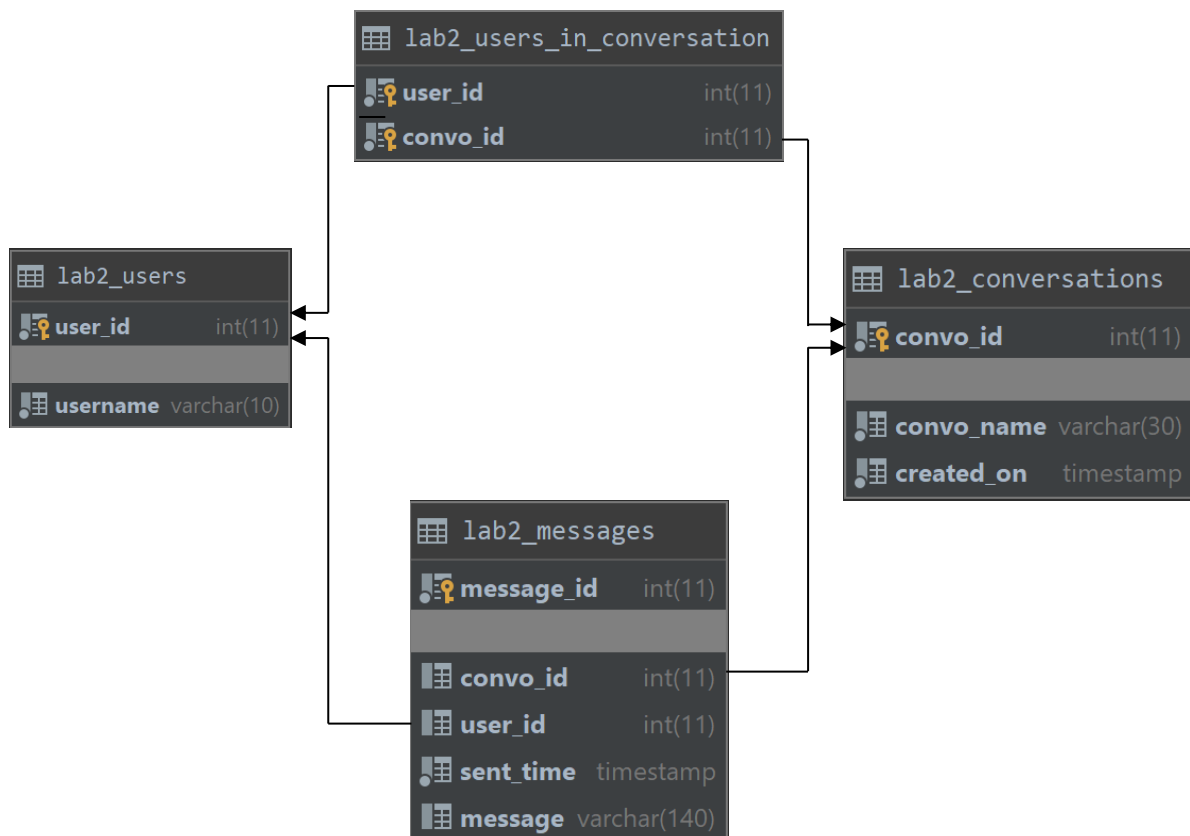 lab2_users_in_conversation
user_id int(11)
convo_id int(11)
lab2_users
user_id int(11)
username varchar(10)
lab2_conversations
convo_id int(11)
convo_name varchar(30)
created_on timestamp
lab2_messages
message_id int(11)
convo_id int(11)
user_id int(11)
sent_time timestamp
message varchar(140)